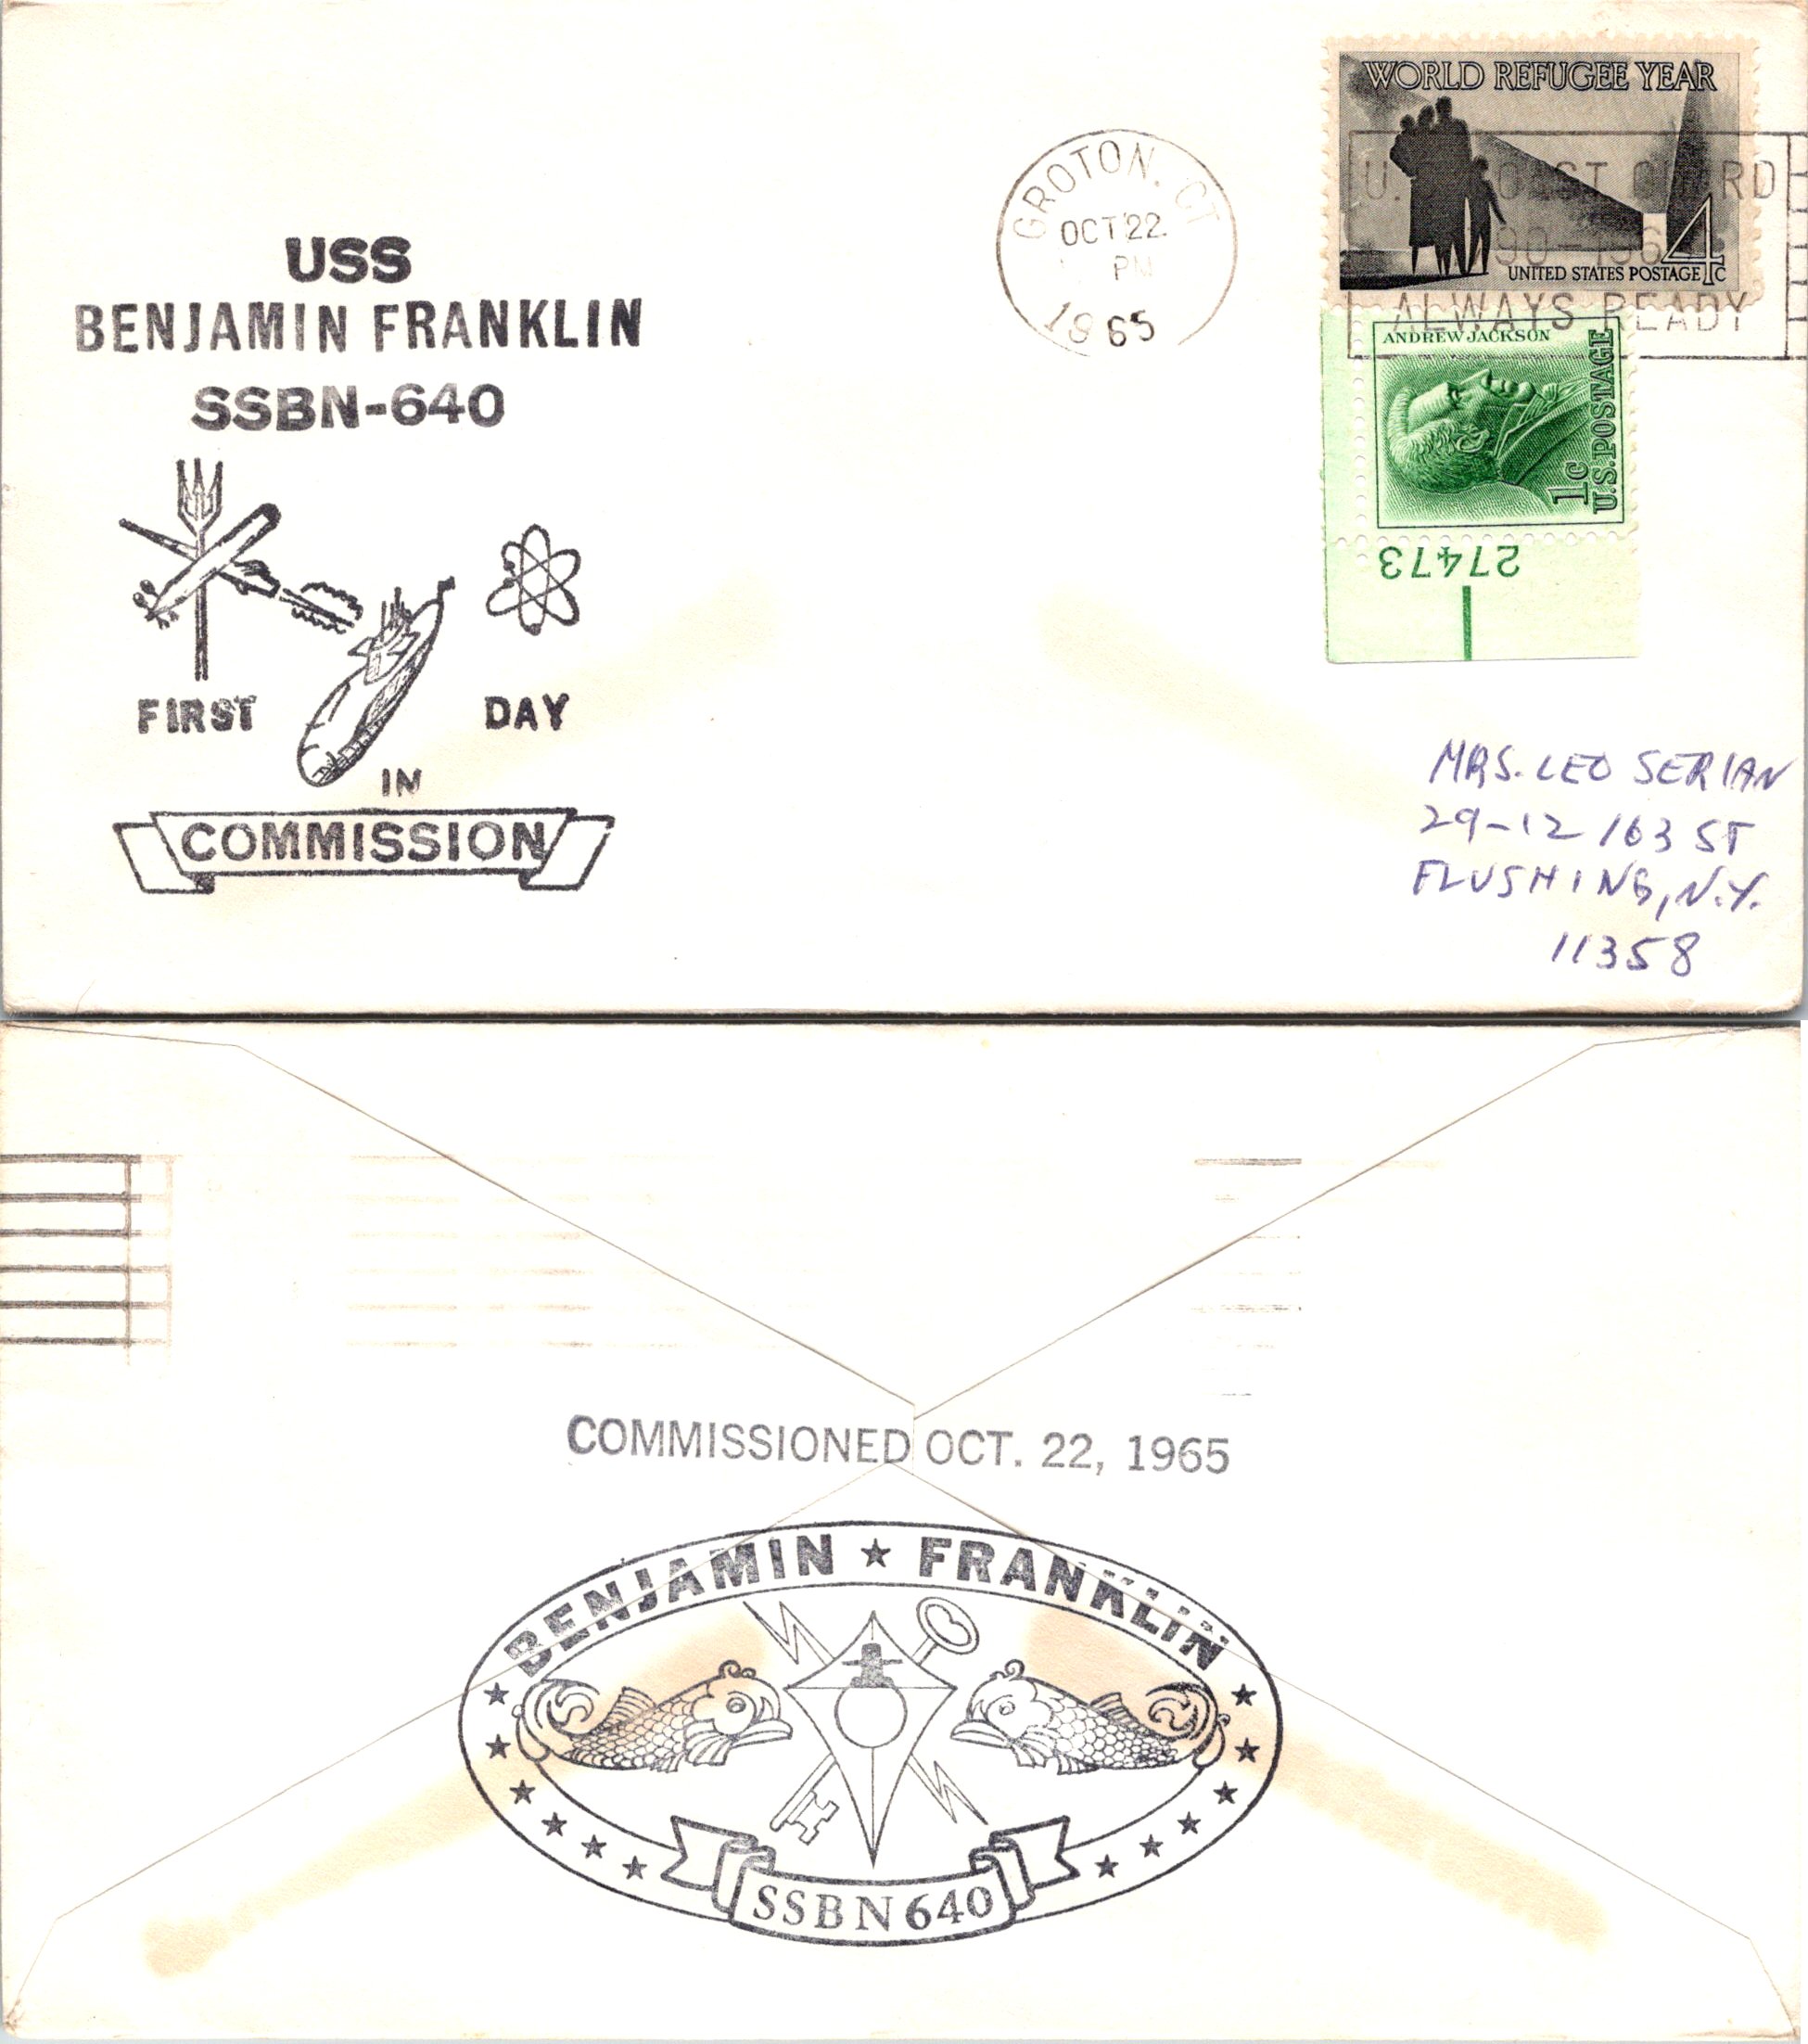 USS
BENJAMIN FRANKLIN
SSBN-640
FIRST DAY
IN
COMMISSION
GROTON, CT
OCT 22
PM
1965
WORLD REFUGEE YEAR
4c
UNITED STATES POSTAGE
U.S. COAST GUARD
ALWAYS READY
ANDREW JACKSON
1c
U.S. POSTAGE
27473
MRS. LEO SERIAN
29-12 163 ST
FLUSHING, N.Y.
11358
COMMISSIONED OCT. 22, 1965
BENJAMIN ★ FRANKLIN
SSBN 640